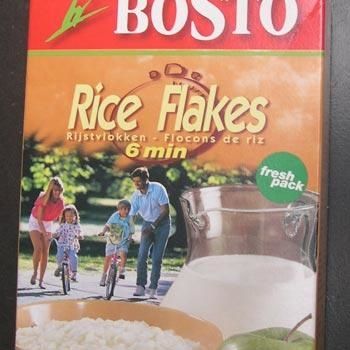 BOSTO
Rice Flakes
Rijstvlokken - Flocons de riz
6 min
fresh
pack